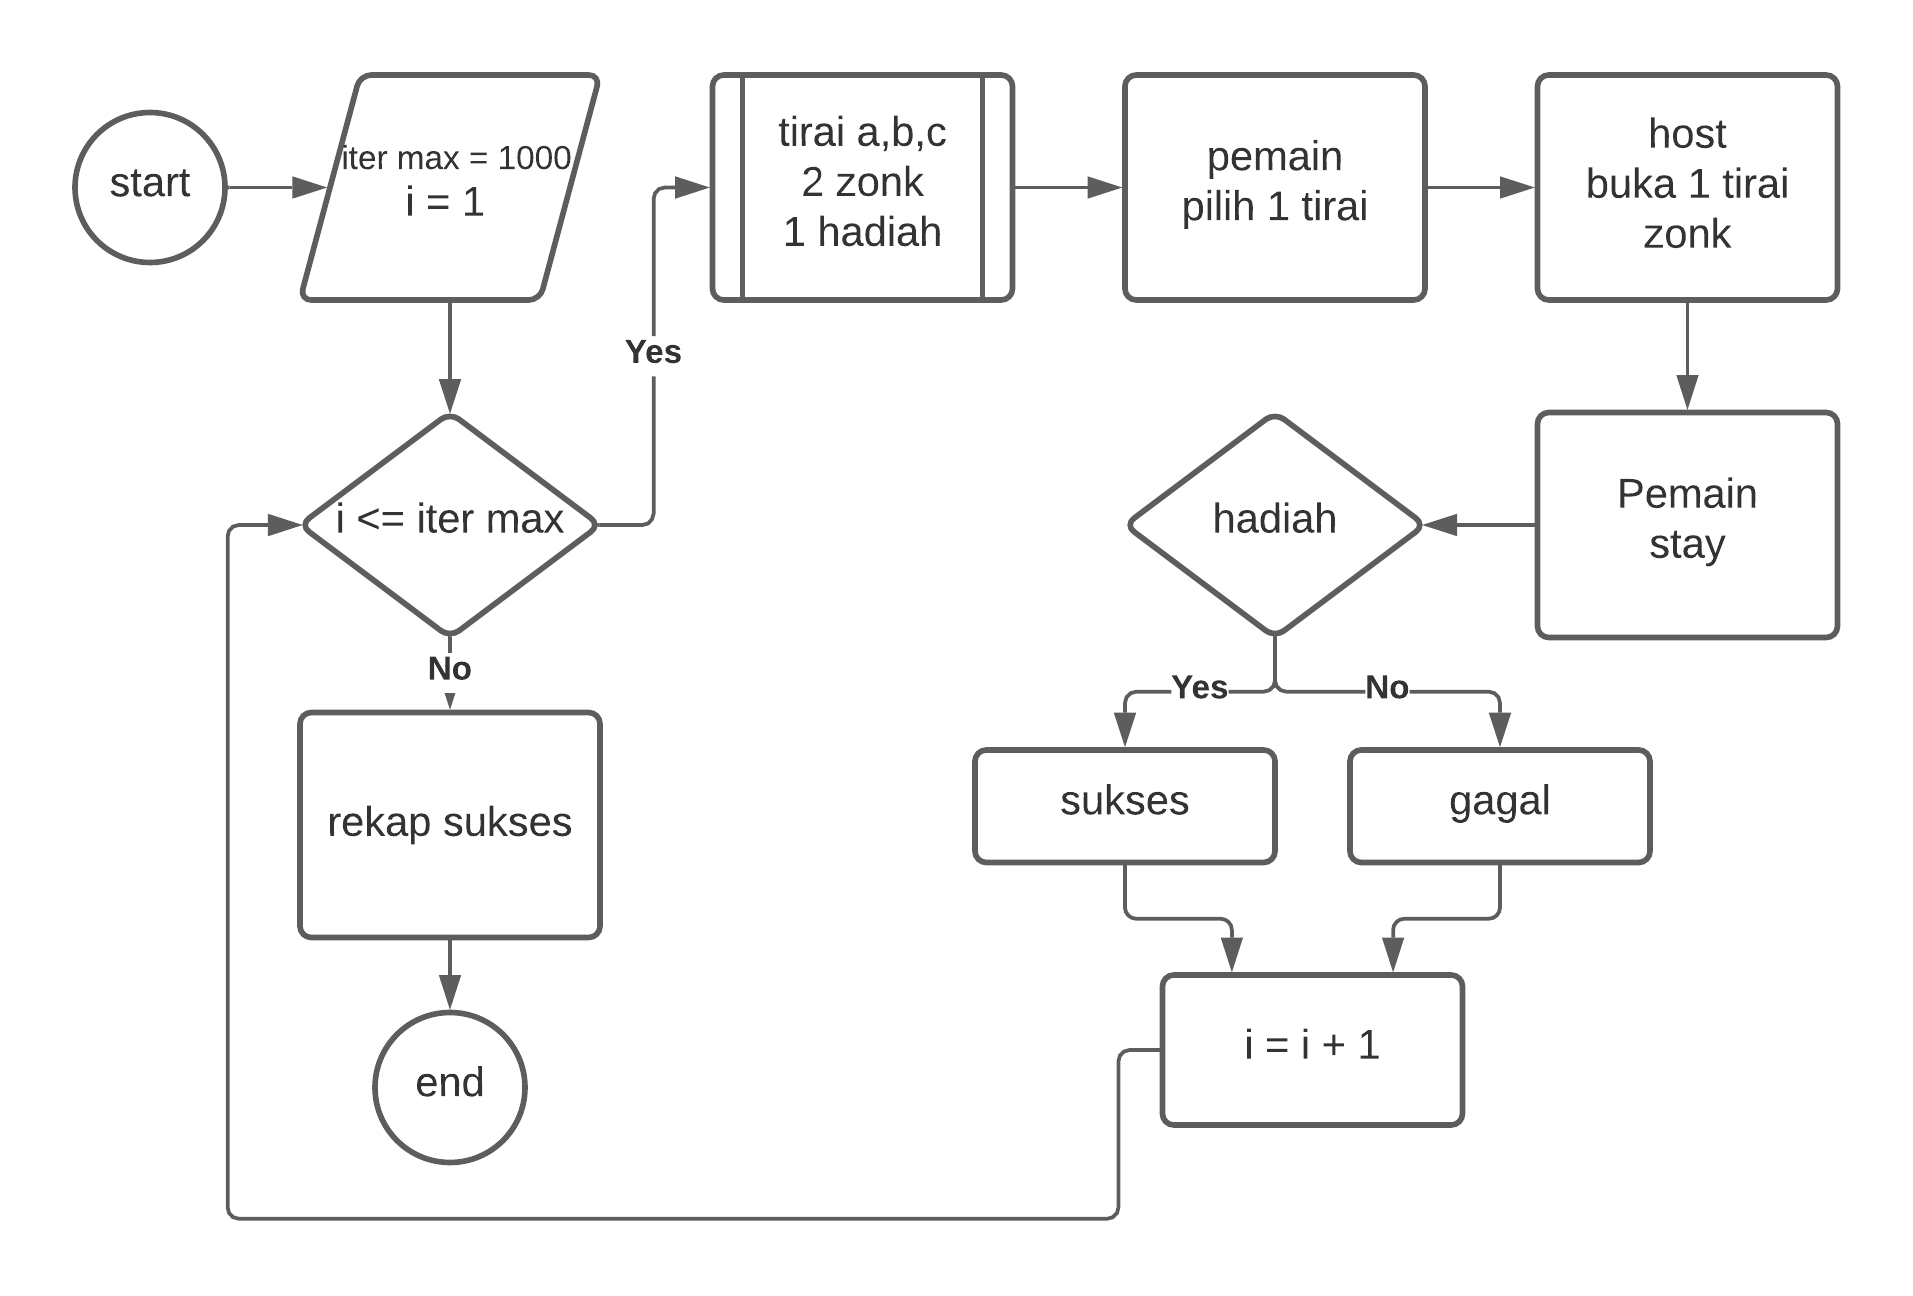 start
iter max = 1000
i = 1
tirai a,b,c
2 zonk
1 hadiah
pemain
pilih 1 tirai
host
buka 1 tirai
zonk
Yes
i <= iter max
hadiah
Pemain
stay
No
Yes
No
rekap sukses
sukses
gagal
end
i = i + 1